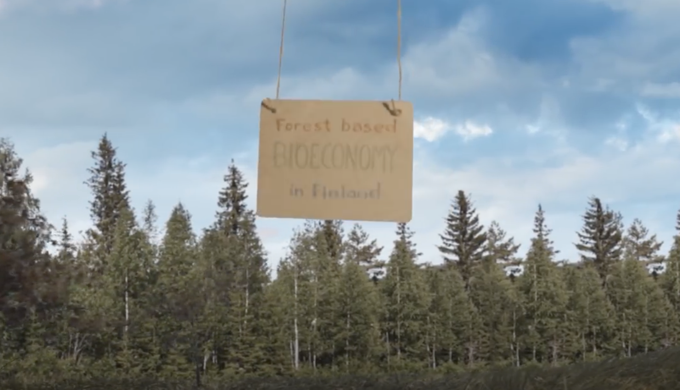 Forest based
BIOECONOMY
in Finland